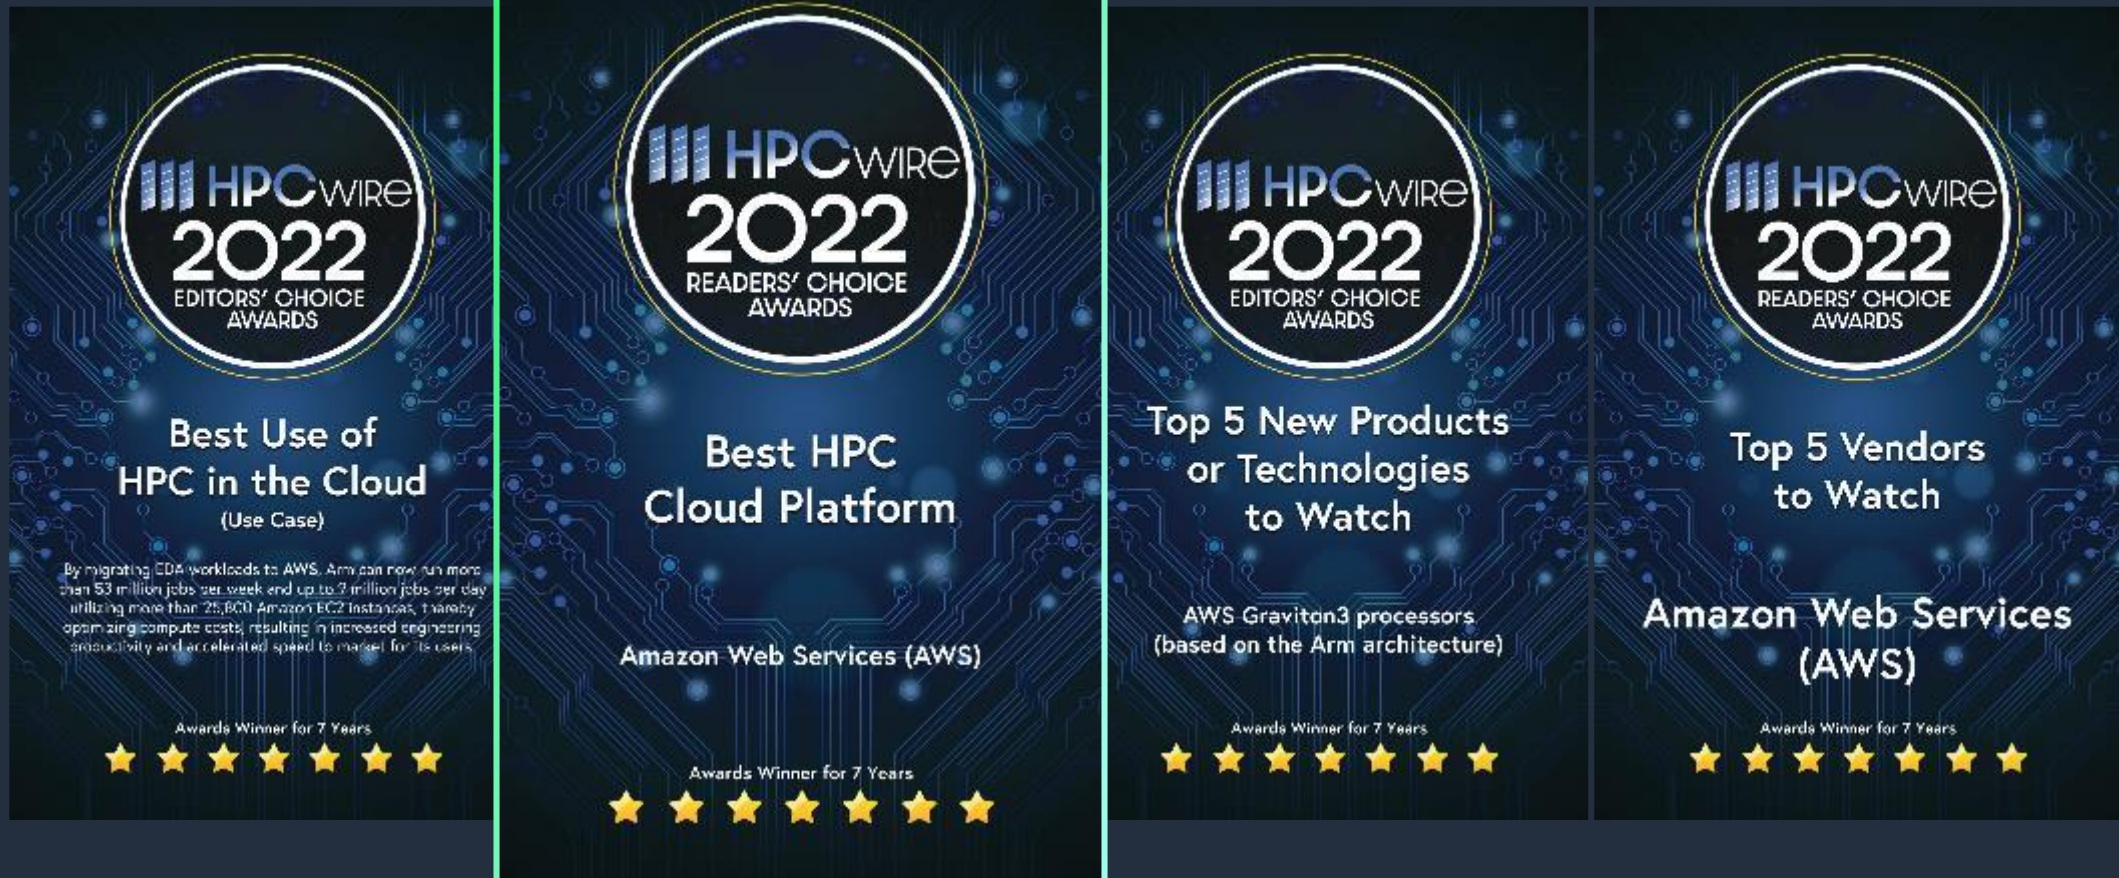 HPCWIRE
2022
EDITORS' CHOICE
AWARDS
Best Use of
HPC in the Cloud
(Use Case)
By migrating EDA workloads to AWS, Arm can now run more
than 53 million jobs per week and up to 9 million jobs per day
utilizing more than Amazon EC2 instances, thereby
optimizing compute costs, resulting in increased engineering
productivity and accelerated speed to market for its users.
Awards Winner for 7 Years
HPCWIRE
2022
READERS' CHOICE
AWARDS
Best HPC
Cloud Platform
Amazon Web Services (AWS)
Awards Winner for 7 Years
HPCWIRE
2022
EDITORS' CHOICE
AWARDS
Top 5 New Products
or Technologies
to Watch
AWS Graviton3 processors
(based on the Arm architecture)
Awards Winner for 7 Years
HPCWIRE
2022
READERS' CHOICE
AWARDS
Top 5 Vendors
to Watch
Amazon Web Services
(AWS)
Awards Winner for 7 Years